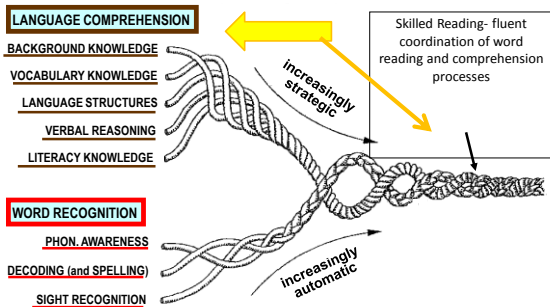 LANGUAGE COMPREHENSION
BACKGROUND KNOWLEDGE
VOCABULARY KNOWLEDGE
LANGUAGE STRUCTURES
VERBAL REASONING
LITERACY KNOWLEDGE
increasingly
strategic
Skilled Reading- fluent
coordination of word
reading and comprehension
processes
WORD RECOGNITION
PHON. AWARENESS
DECODING (and SPELLING)
SIGHT RECOGNITION
increasingly
automatic